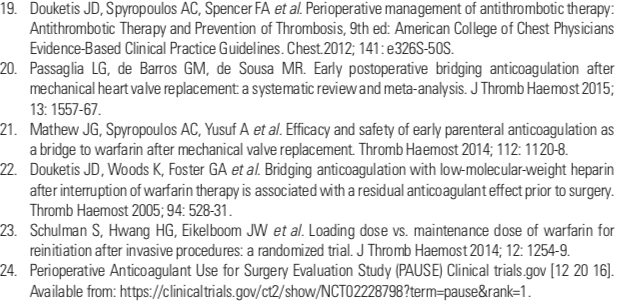 19. Douketis JD, Spyropoulos AC, Spencer FA et al. Perioperative management of antithrombotic therapy:
Antithrombotic Therapy and Prevention of Thrombosis, 9th ed: American College of Chest Physicians
Evidence-Based Clinical Practice Guidelines. Chest.2012; 141: e326S-50S.
20. Passaglia LG, de Barros GM, de Sousa MR. Early postoperative bridging anticoagulation after
mechanical heart valve replacement: a systematic review and meta-analysis. J Thromb Haemost 2015;
13: 1557-67.
21. Mathew JG, Spyropoulos AC, Yusuf A et al. Efficacy and safety of early parenteral anticoagulation as
a bridge to warfarin after mechanical valve replacement. Thromb Haemost 2014; 112: 1120-8.
22. Douketis JD, Woods K, Foster GA et al. Bridging anticoagulation with low-molecular-weight heparin
after interruption of warfarin therapy is associated with a residual anticoagulant effect prior to surgery.
Thromb Haemost 2005; 94: 528-31.
23. Schulman S, Hwang HG, Eikelboom JW et al. Loading dose vs. maintenance dose of warfarin for
reinitiation after invasive procedures: a randomized trial. J Thromb Haemost 2014; 12: 1254-9.
24. Perioperative Anticoagulant Use for Surgery Evaluation Study (PAUSE) Clinical trials.gov [12 20 16].
Available from: https://clinicaltrials.gov/ct2/show/NCT02228798?term=pause&rank=1.